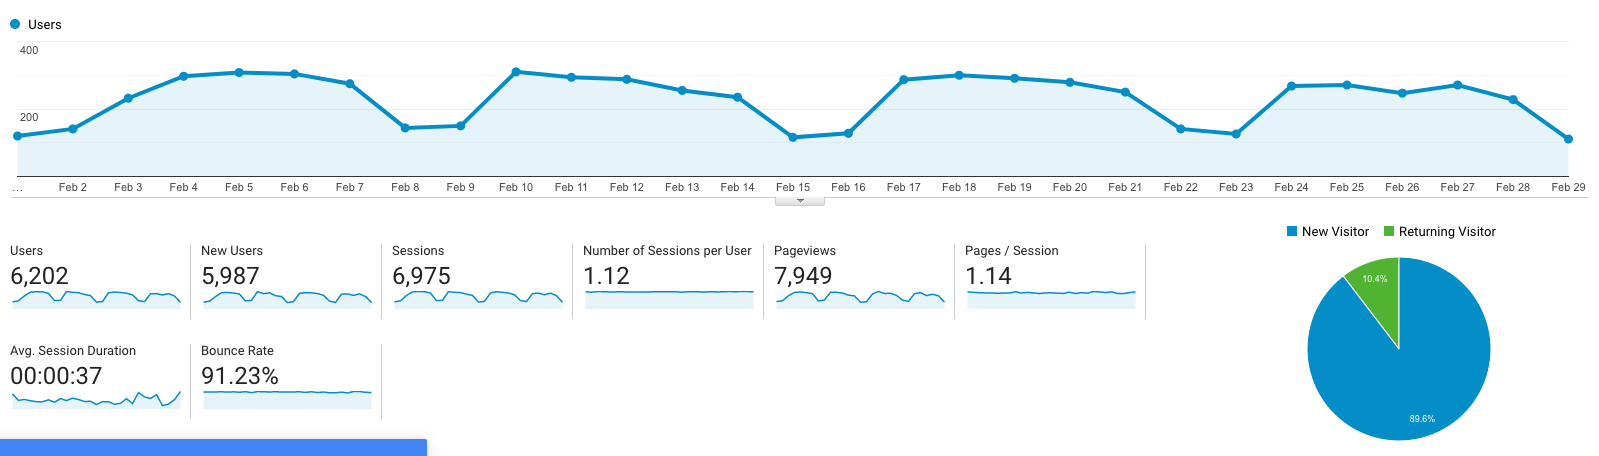 Users
400
200
... Feb 2 Feb 3 Feb 4 Feb 5 Feb 6 Feb 7 Feb 8 Feb 9 Feb 10 Feb 11 Feb 12 Feb 13 Feb 14 Feb 15 Feb 16 Feb 17 Feb 18 Feb 19 Feb 20 Feb 21 Feb 22 Feb 23 Feb 24 Feb 25 Feb 26 Feb 27 Feb 28 Feb 29
New Visitor Returning Visitor
Users
6,202
New Users
5,987
Sessions
6,975
Number of Sessions per User
1.12
Pageviews
7,949
Pages / Session
1.14
Avg. Session Duration
00:00:37
Bounce Rate
91.23%
10.4%
89.6%